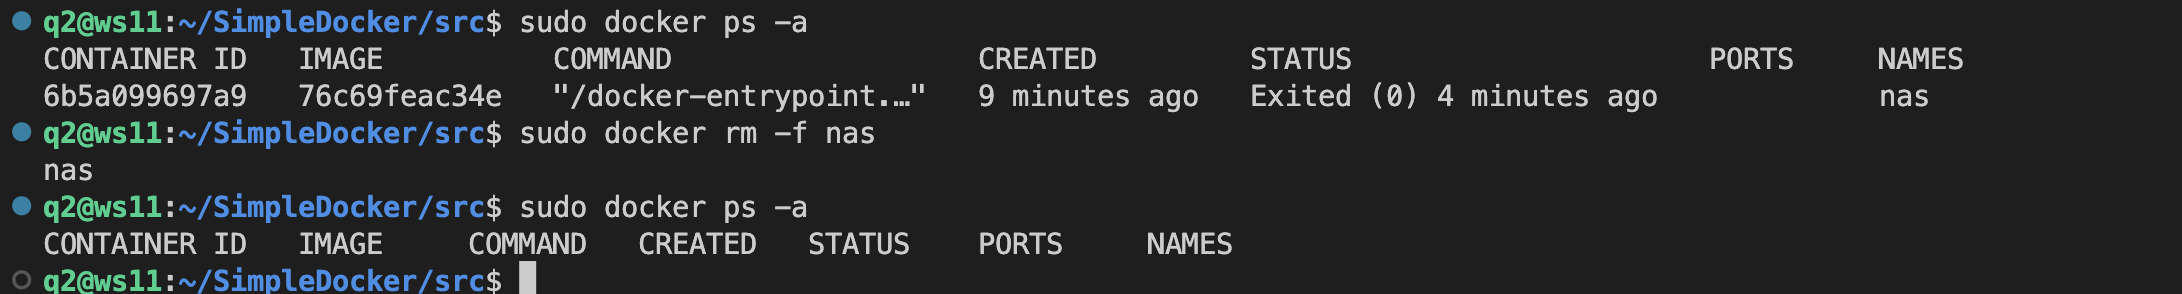 q2@ws11:~/SimpleDocker/src$ sudo docker ps -a
CONTAINER ID   IMAGE          COMMAND                  CREATED         STATUS                     PORTS     NAMES
6b5a099697a9   76c69feac34e   "/docker-entrypoint.…"   9 minutes ago   Exited (0) 4 minutes ago             nas
q2@ws11:~/SimpleDocker/src$ sudo docker rm -f nas
nas
q2@ws11:~/SimpleDocker/src$ sudo docker ps -a
CONTAINER ID   IMAGE     COMMAND   CREATED   STATUS    PORTS     NAMES
q2@ws11:~/SimpleDocker/src$